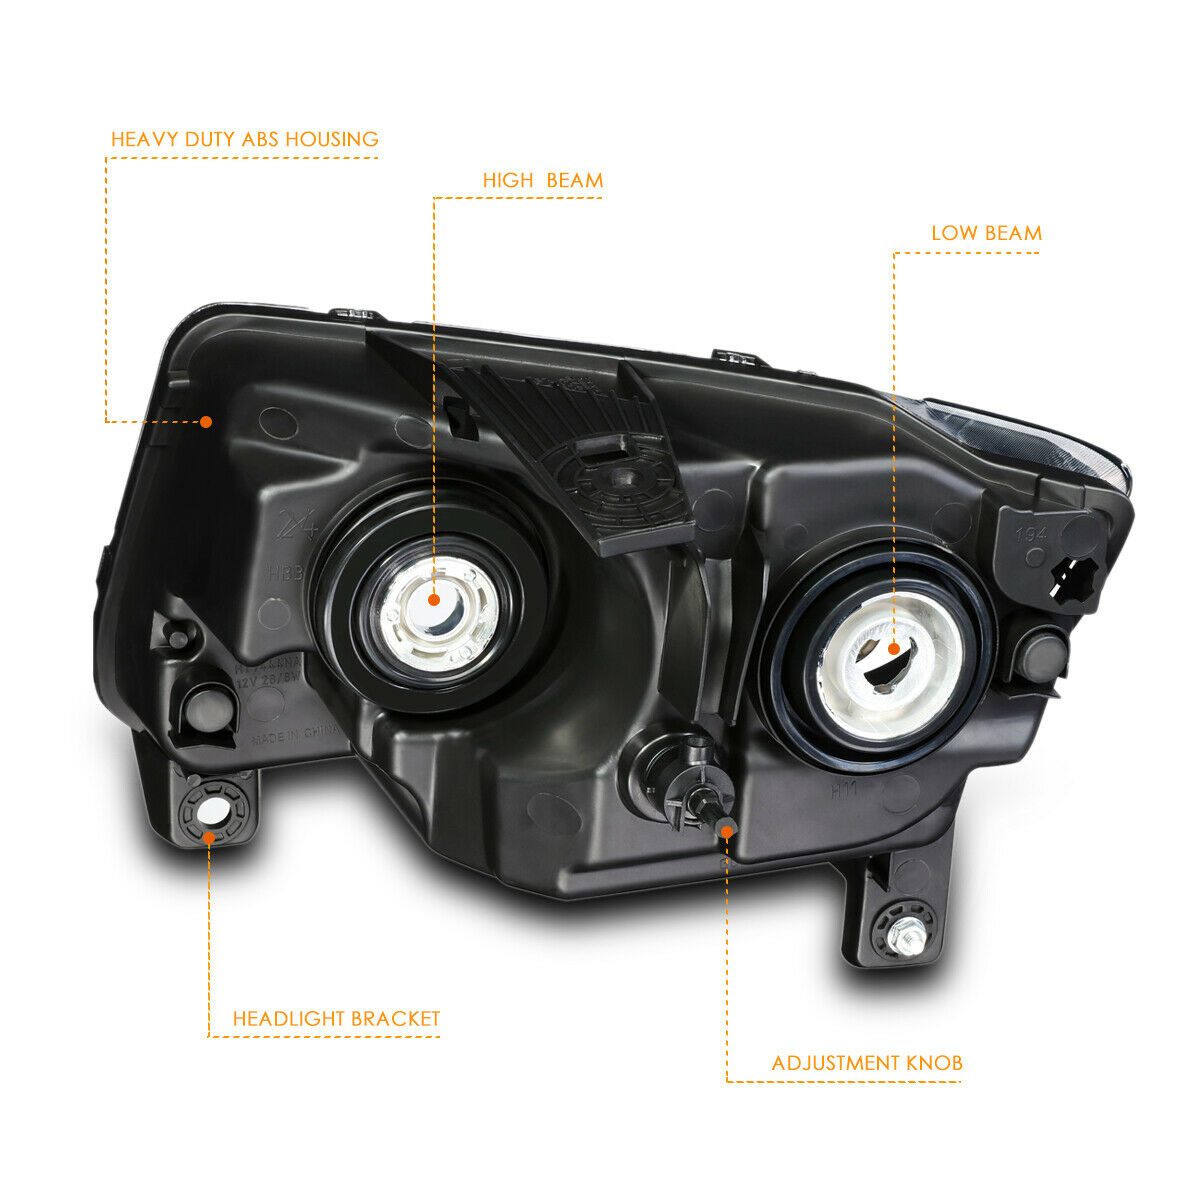 HEAVY DUTY ABS HOUSING
HIGH BEAM
LOW BEAM
24
194
HB3
12V 28/8W
MADE IN CHINA
H11
HEADLIGHT BRACKET
ADJUSTMENT KNOB